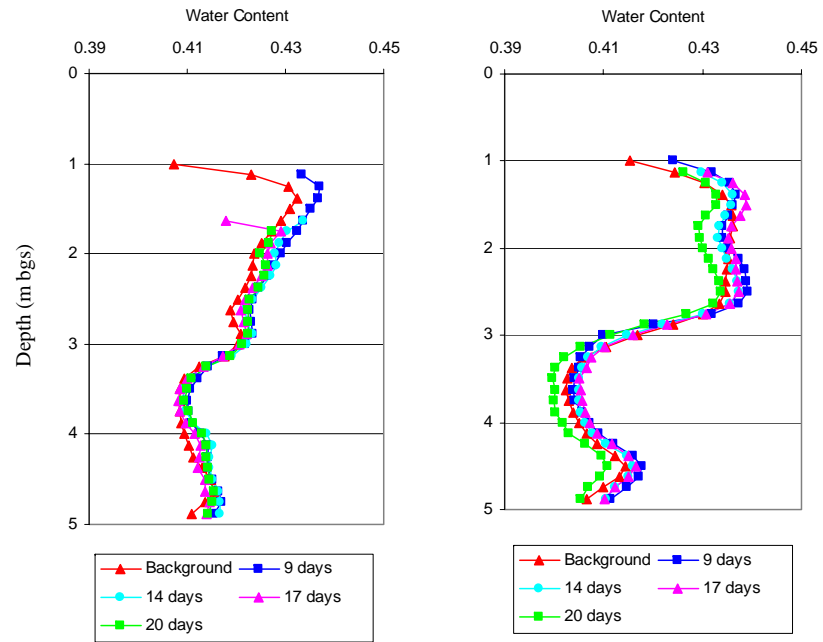 Water Content
0.39 0.41 0.43 0.45
0
1
2
3
4
5
Depth (m bgs)
Background 9 days
14 days 17 days
20 days
Water Content
0.39 0.41 0.43 0.45
0
1
2
3
4
5
Background 9 days
14 days 17 days
20 days